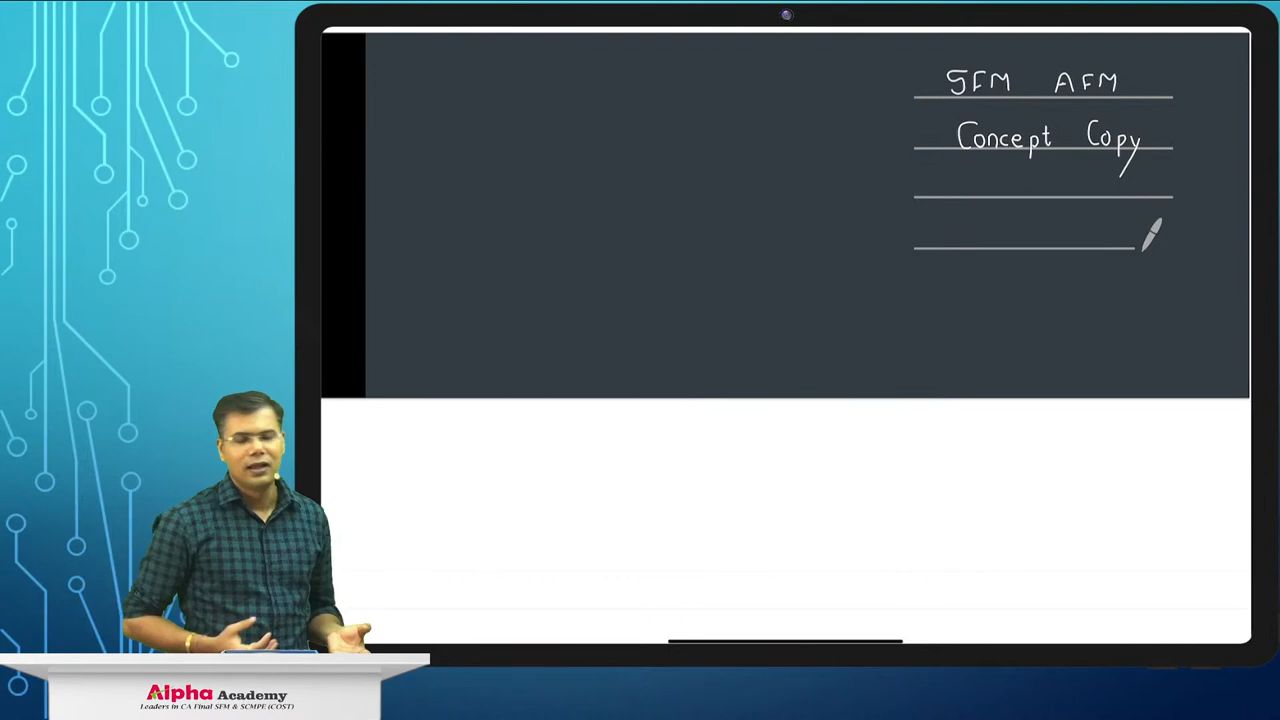 SFM AFM
Concept Copy
Alpha Academy
Leaders in CA Final SFM & SCMPE (COST)